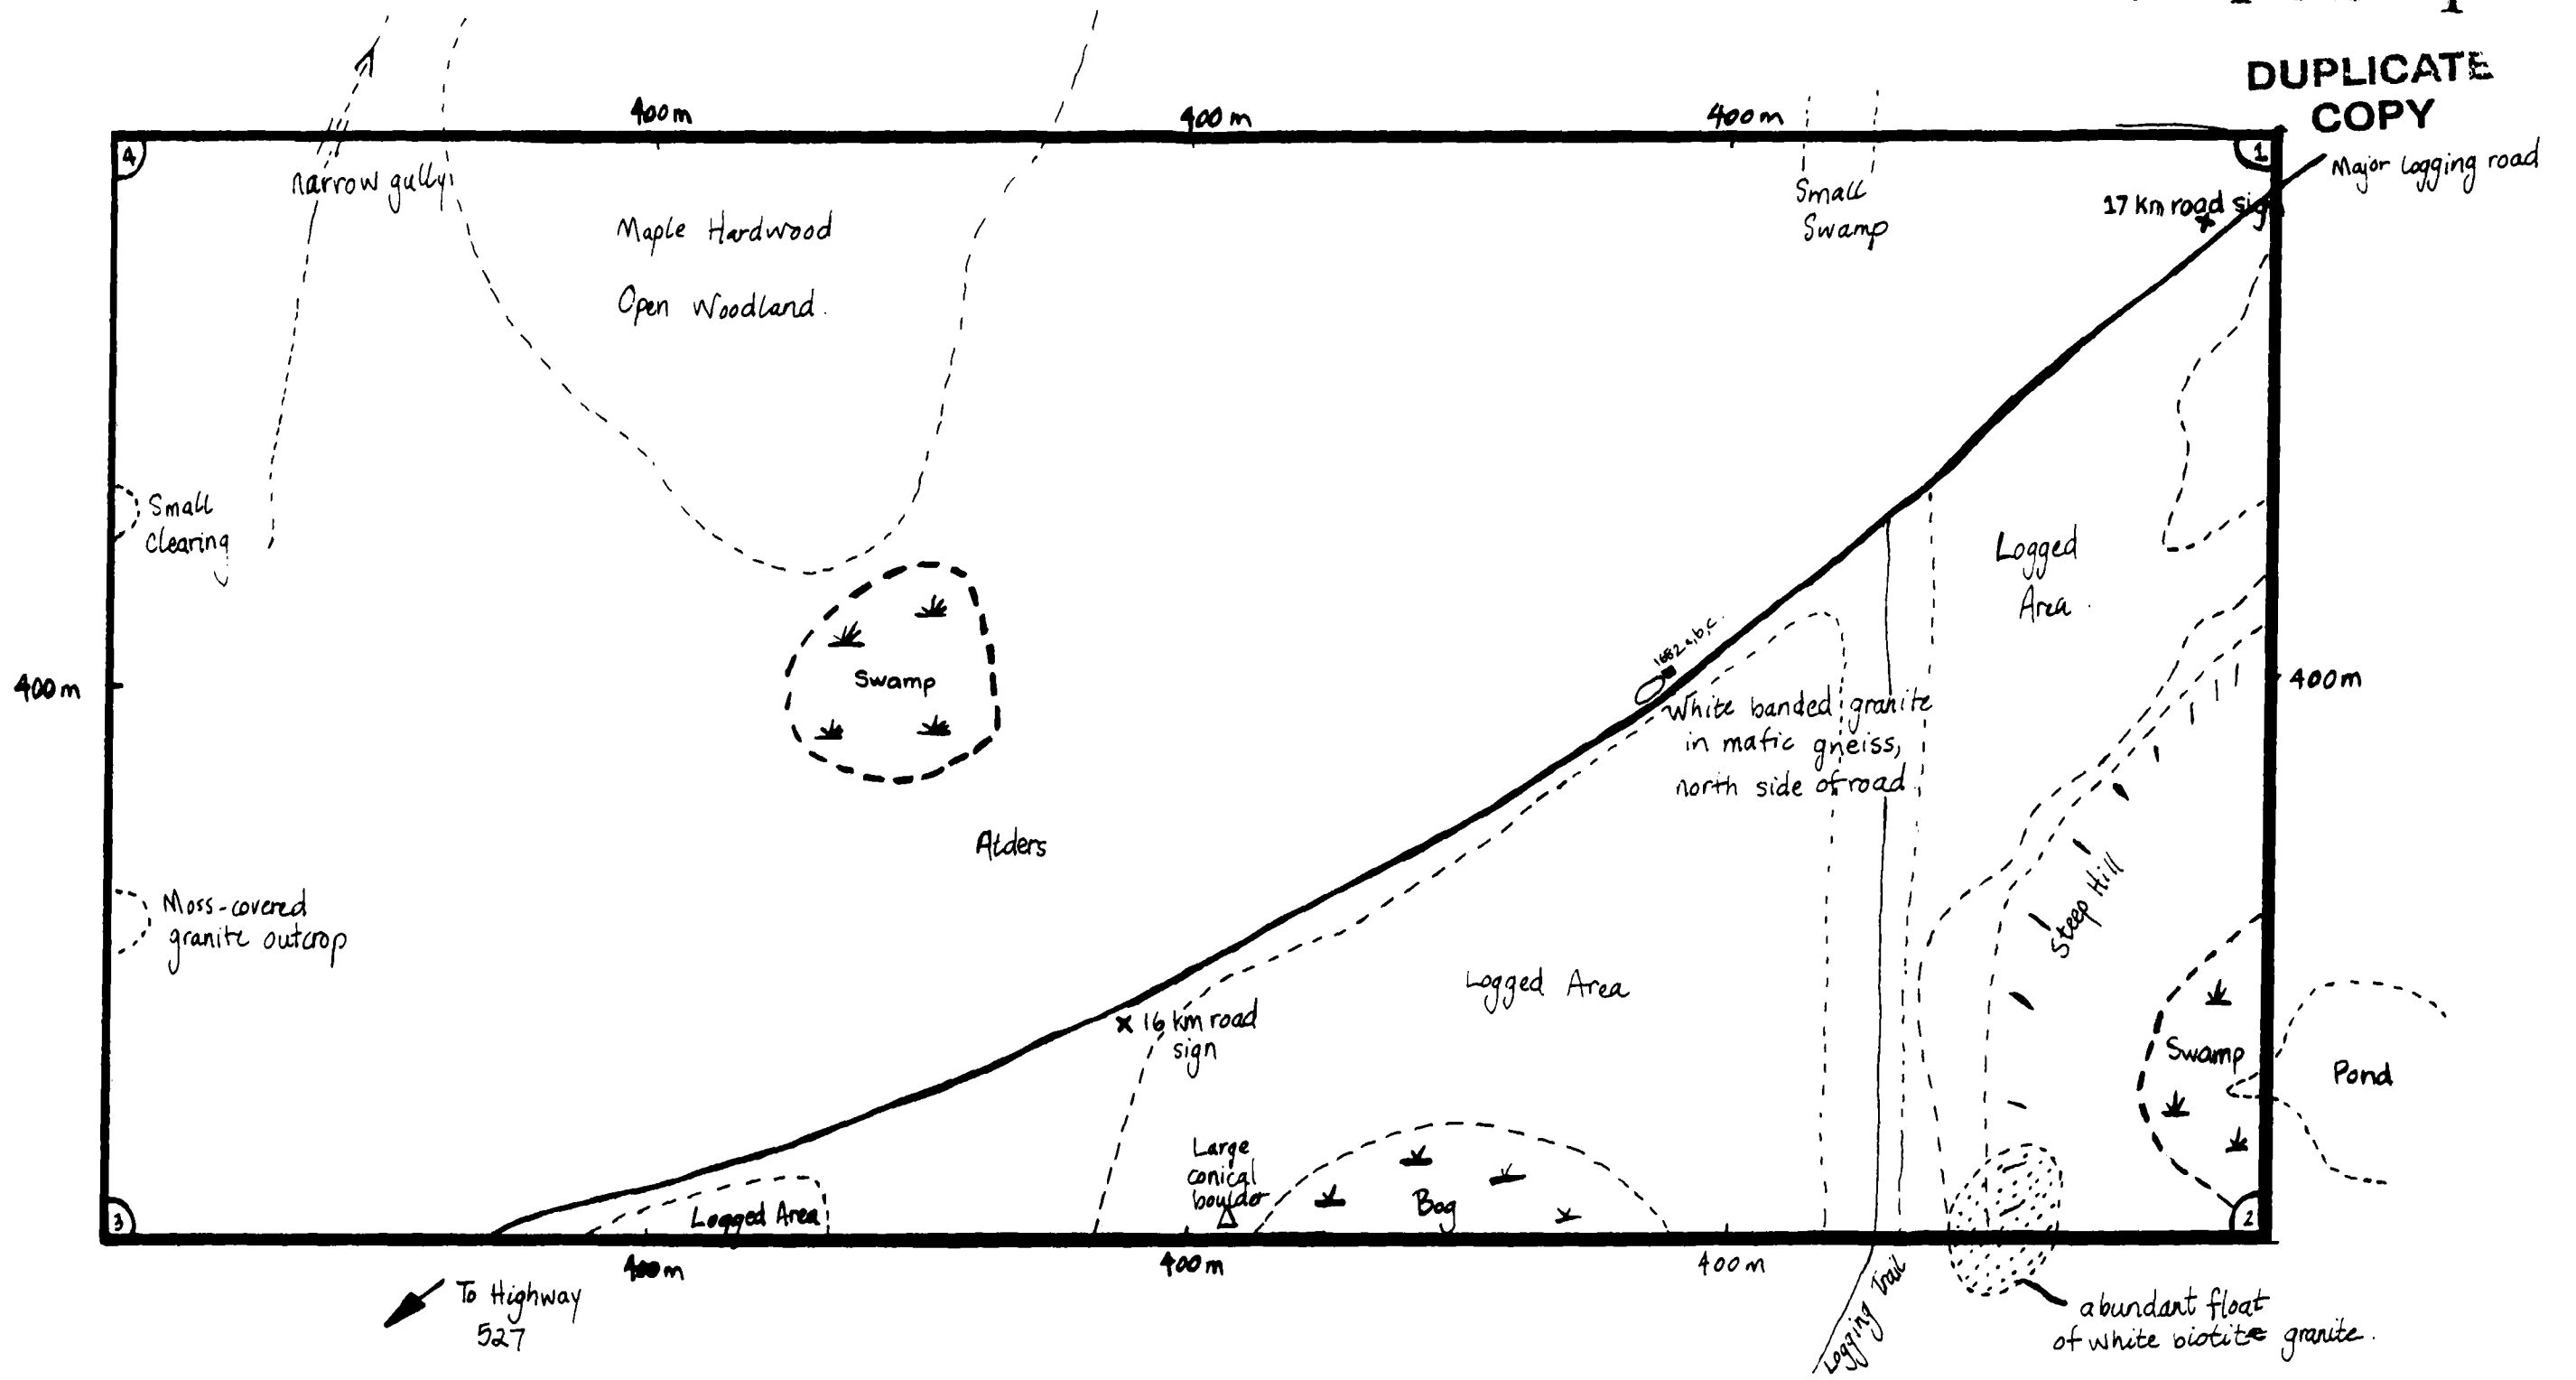 DUPLICATE
COPY
400m
400m
400m
4
1
Major logging road
narrow gully
Small
Swamp
17 km road sign
Maple Hardwood
Open Woodland.
Small
Clearing
Logged
Area.
1682 a,b,c.
Swamp
400m
400m
White banded granite
in mafic gneiss,
north side of road
Alders
Steep Hill
Moss-covered
granite outcrop
Logged Area
16 km road
sign
Swamp
Pond
Large
conical
boulder
Bog
Logged Area
3
2
400m
400m
400m
Logging Trail
To Highway
527
abundant float
of white biotite granite.